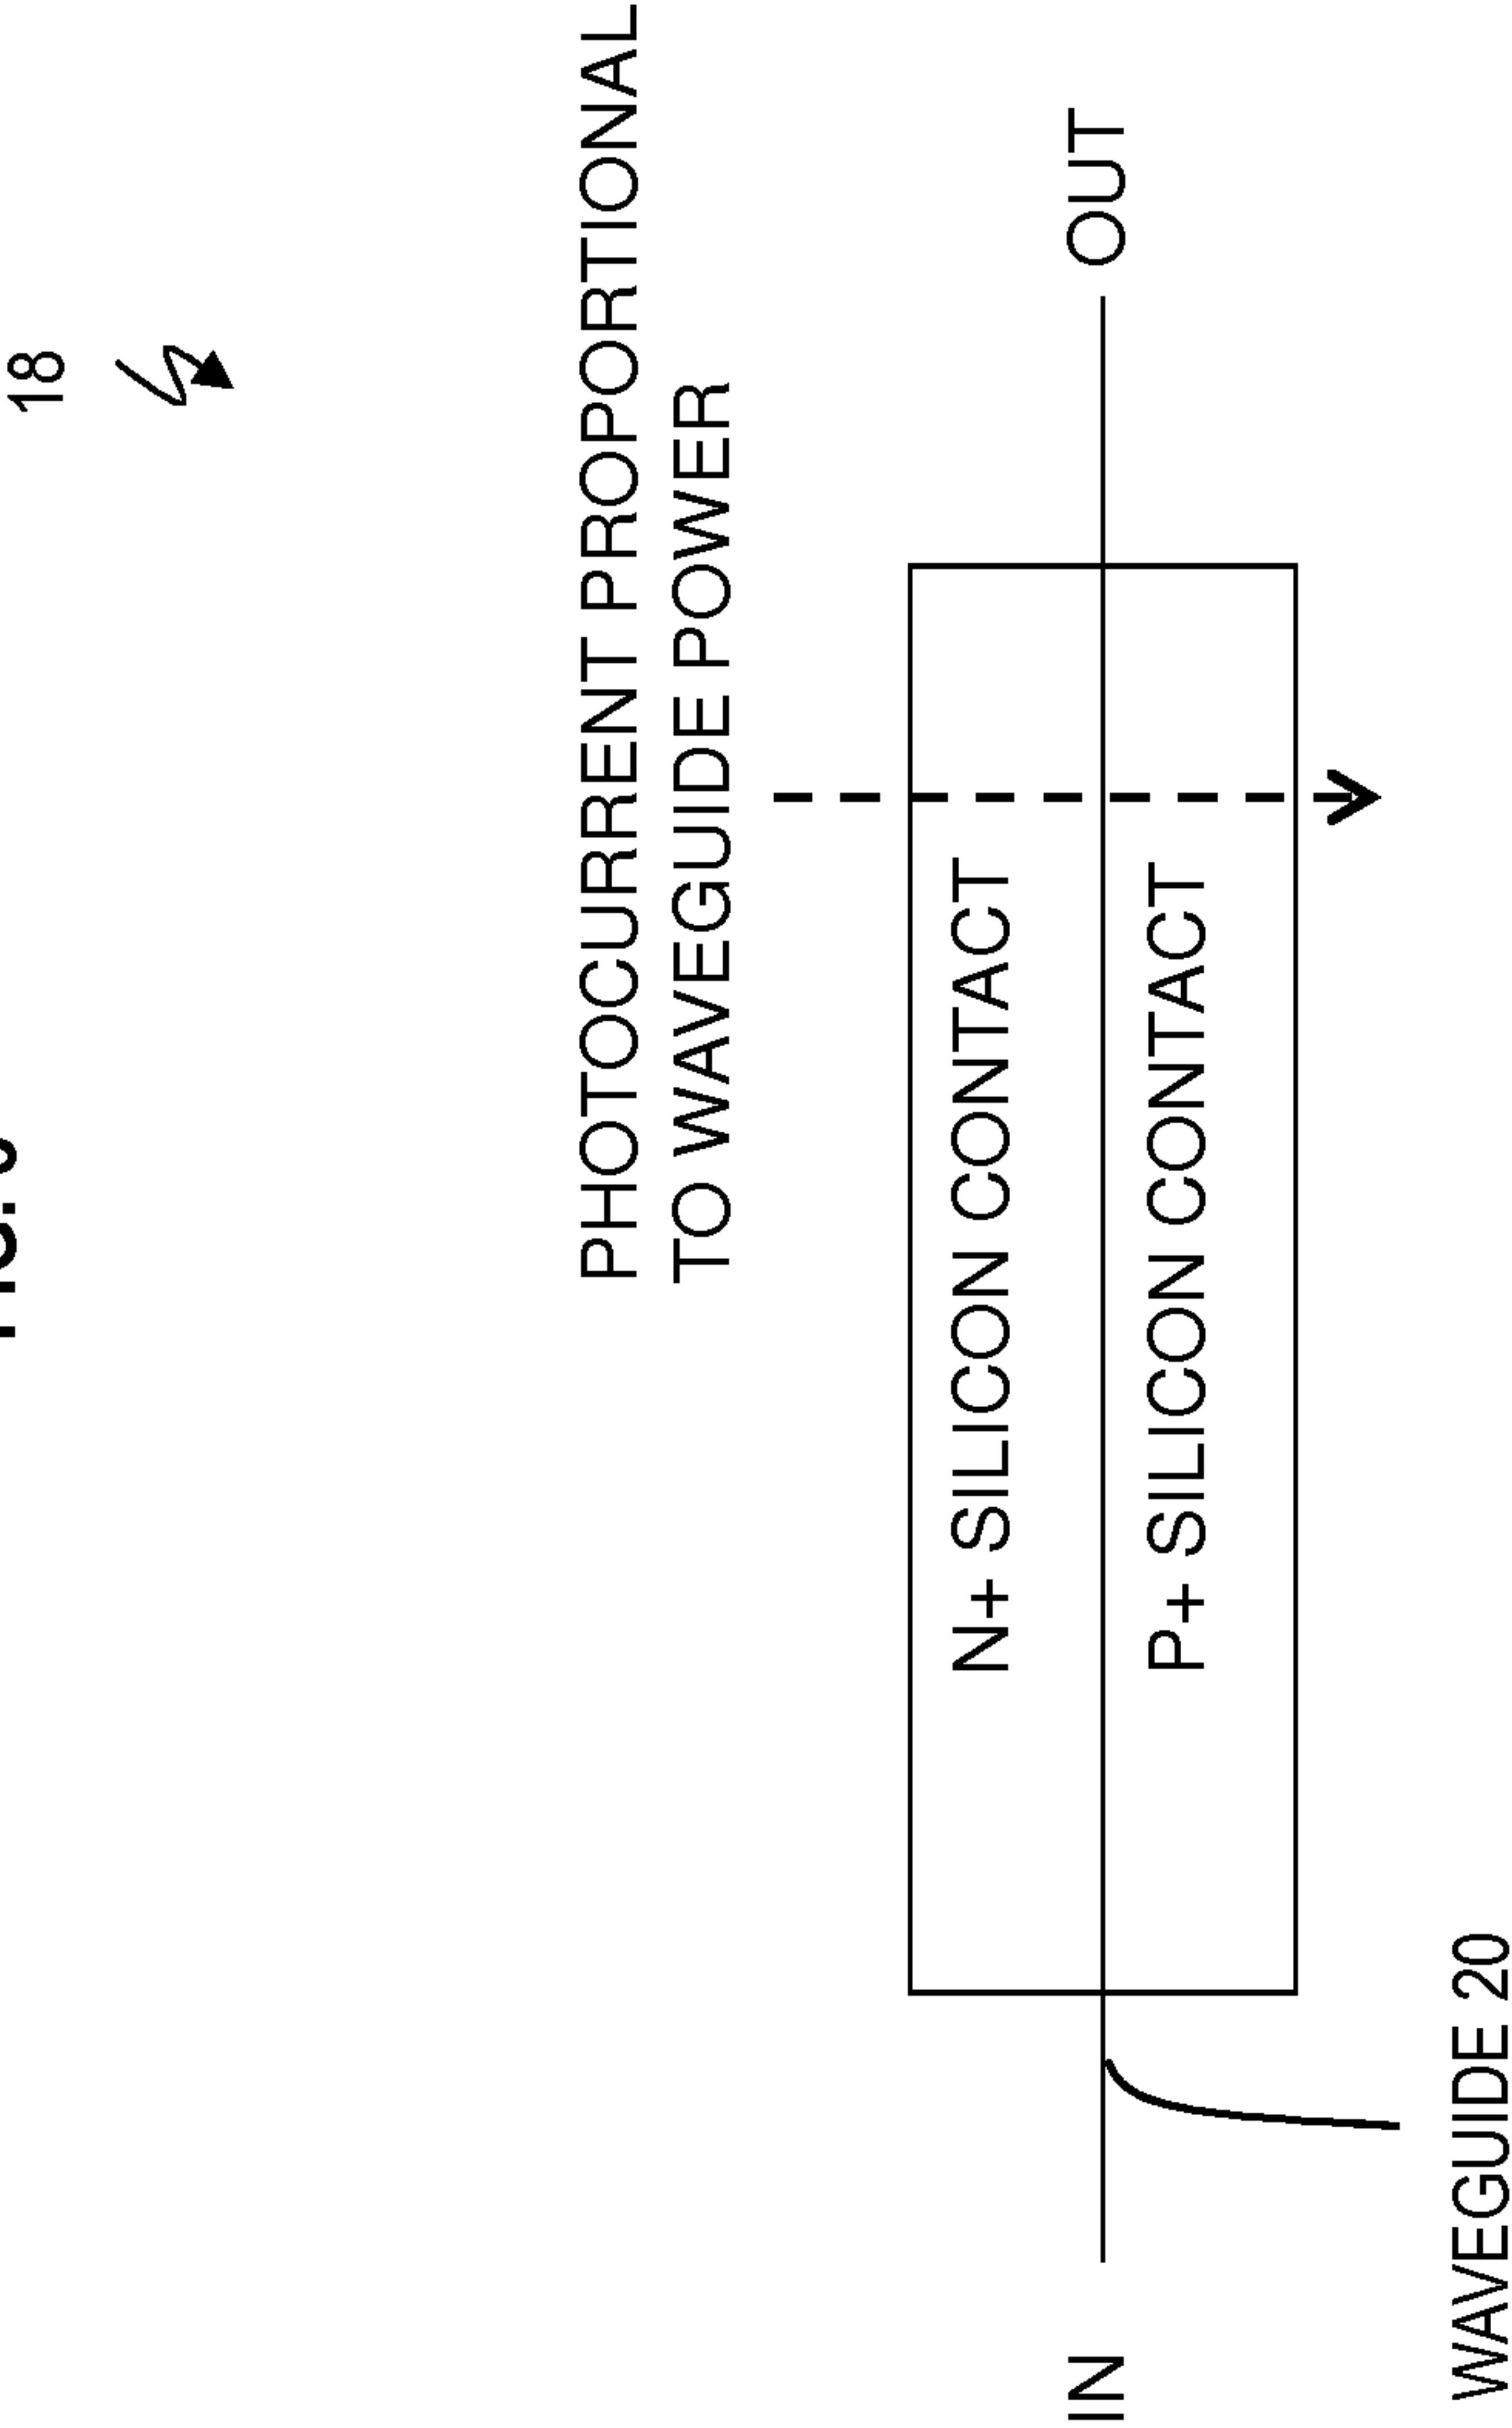 18
PHOTOCURRENT PROPORTIONAL
TO WAVEGUIDE POWER
N+ SILICON CONTACT
IN
OUT
P+ SILICON CONTACT
WAVEGUIDE 20